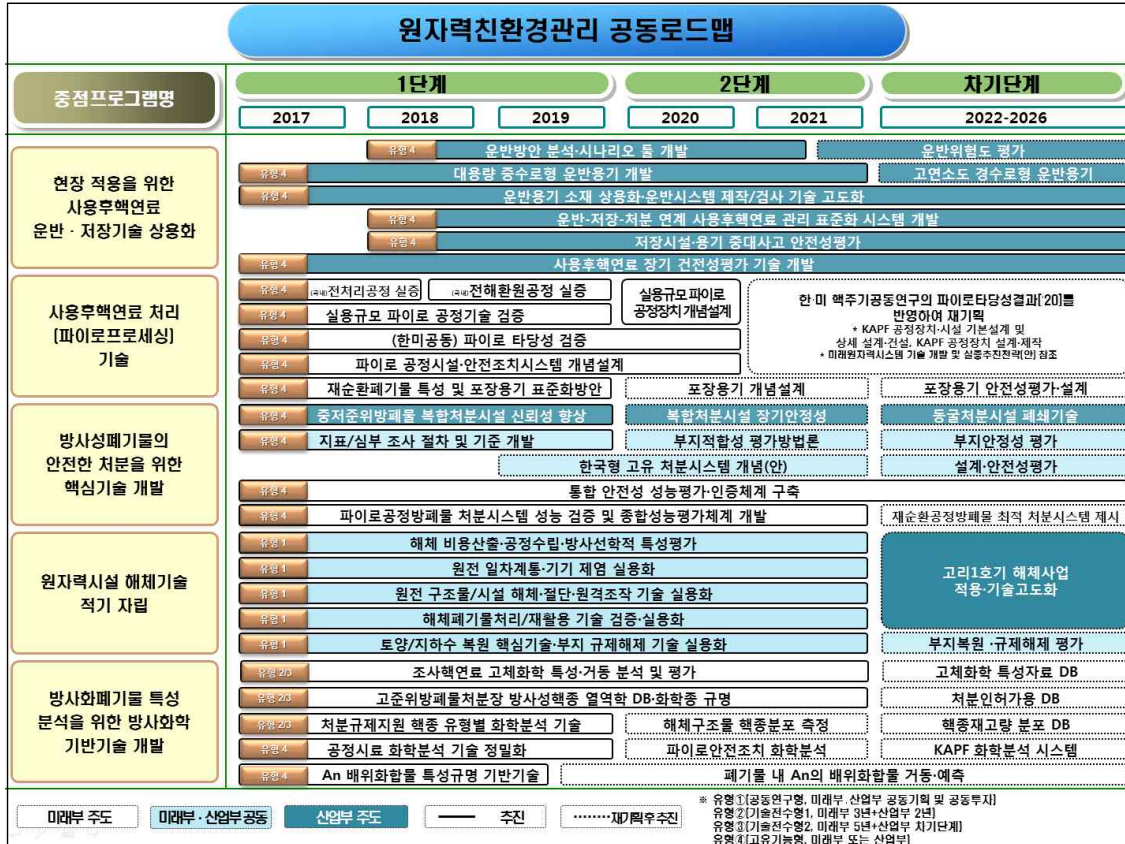 원자력친환경관리 공동로드맵
중점프로그램명
1단계
2단계
차기단계
2017
2018
2019
2020
2021
2022-2026
현장 적용을 위한
사용후핵연료
운반·저장기술 상용화
유형4
운반방안 분석·시나리오 툴 개발
운반위험도 평가
유형4
대용량 중수로형 운반용기 개발
고연소도 경수로형 운반용기
유형4
운반용기 소재 상용화·운반시스템 제작/검사 기술 고도화
유형4
운반-저장-처분 연계 사용후핵연료 관리 표준화 시스템 개발
유형4
저장시설·용기 중대사고 안전성평가
유형4
사용후핵연료 장기 건전성평가 기술 개발
사용후핵연료 처리
(파이로프로세싱)
기술
유형4
(국내)전처리공정 실증
(국내)전해환원공정 실증
실용규모 파이로
공정장치 개념설계
한·미 핵주기공동연구의 파이로타당성결과['20]를
반영하여 재기획
* KAPF 공정장치·시설 기본설계 및
상세 설계·건설, KAPF 공정장치 설계·제작
* 미래원자력시스템 기술 개발 및 실증추진전략(안) 참조
유형4
실용규모 파이로 공정기술 검증
유형4
(한미공동) 파이로 타당성 검증
유형4
파이로 공정시설·안전조치시스템 개념설계
유형4
재순환폐기물 특성 및 포장용기 표준화방안
포장용기 개념설계
포장용기 안전성평가·설계
방사성폐기물의
안전한 처분을 위한
핵심기술 개발
유형4
중저준위방폐물 복합처분시설 신뢰성 향상
복합처분시설 장기안정성
동굴처분시설 폐쇄기술
유형4
지표/심부 조사 절차 및 기준 개발
부지적합성 평가방법론
부지안정성 평가
한국형 고유 처분시스템 개념(안)
설계·안전성평가
유형4
통합 안전성 성능평가·인증체계 구축
유형4
파이로공정방폐물 처분시스템 성능 검증 및 종합성능평가체계 개발
재순환공정방폐물 최적 처분시스템 제시
원자력시설 해체기술
적기 자립
유형1
해체 비용산출·공정수립·방사선학적 특성평가
고리1호기 해체사업
적용·기술고도화
유형1
원전 일차계통·기기 제염 실용화
유형1
원전 구조물/시설 해체·절단·원격조작 기술 실용화
유형1
해체폐기물처리/재활용 기술 검증·실용화
유형1
토양/지하수 복원 핵심기술·부지 규제해제 기술 실용화
부지복원 ·규제해제 평가
방사화폐기물 특성
분석을 위한 방사화학
기반기술 개발
유형2/3
조사핵연료 고체화학 특성·거동 분석 및 평가
고체화학 특성자료 DB
유형2/3
고준위방폐물처분장 방사성핵종 열역학 DB·화학종 규명
처분인허가용 DB
유형2/3
처분규제지원 핵종 유형별 화학분석 기술
해체구조물 핵종분포 측정
핵종재고량 분포 DB
유형4
공정시료 화학분석 기술 정밀화
파이로안전조치 화학분석
KAPF 화학분석 시스템
유형4
An 배위화합물 특성규명 기반기술
폐기물 내 An의 배위화합물 거동·예측
미래부 주도
미래부·산업부공동
산업부 주도
추진
재기획후추진
※ 유형①(공동연구형, 미래부·산업부 공동기획 및 공동투자)
유형②(기술전수형1, 미래부 3년+산업부 2년)
유형③(기술전수형2, 미래부 5년+산업부 차기단계)
유형④(고유기능형, 미래부 또는 산업부)